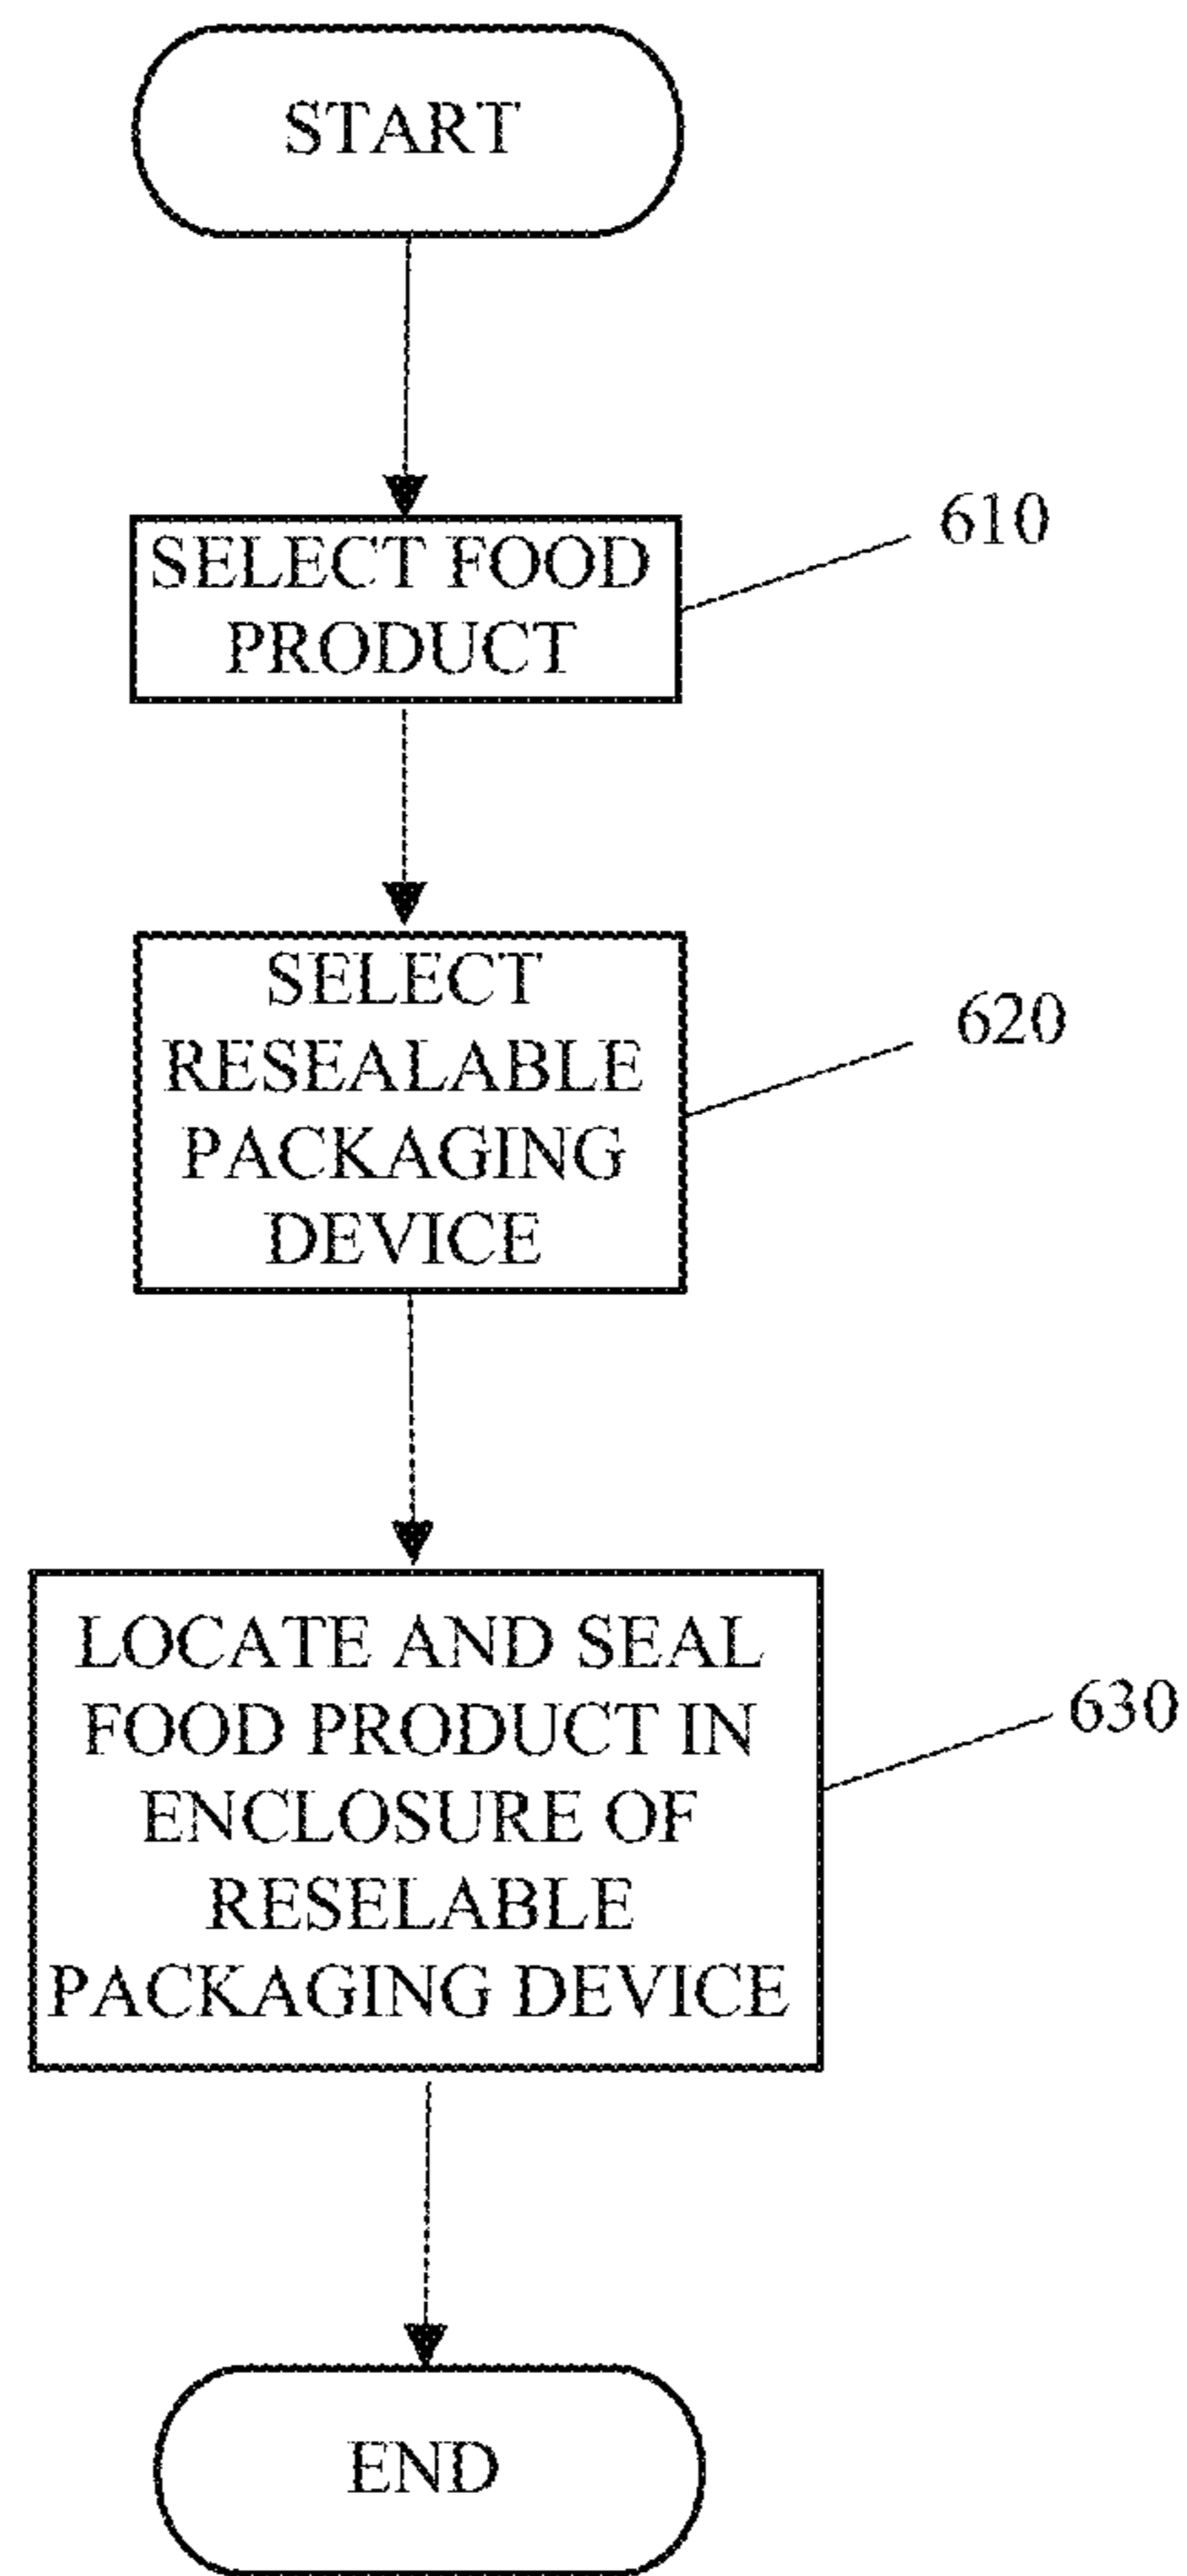 START
SELECT FOOD
PRODUCT
610
SELECT
RESEALABLE
PACKAGING
DEVICE
620
LOCATE AND SEAL
FOOD PRODUCT IN
ENCLOSURE OF
RESELABLE
PACKAGING DEVICE
630
END